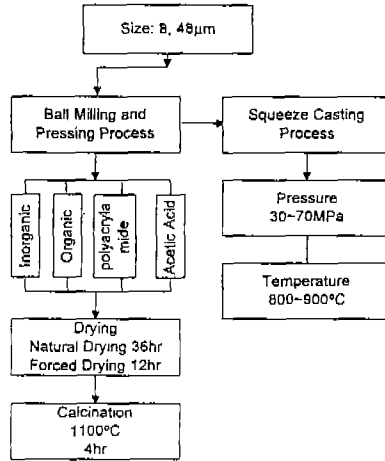 Size: 8, 48µm
Ball Milling and
Pressing Process
Squeeze Casting
Process
Inorganic
Organic
polyacryla
mide
Acetic Acid
Pressure
30~70MPa
Temperature
800~900°C
Drying
Natural Drying 36hr
Forced Drying 12hr
Calcination
1100°C
4hr